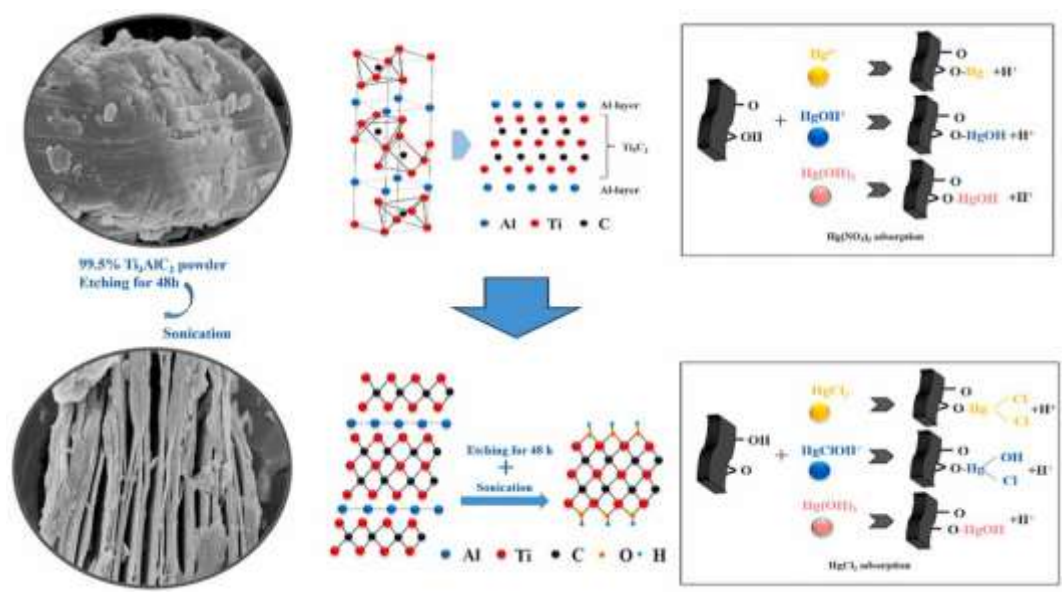 99.5% Ti₃AlC₂ powder
Etching for 48h
Sonication
Al-layer
Ti₃C₂
Al-layer
Al Ti C
Etching for 48 h
+
Sonication
Al Ti C O H
O
OH
+
HgOH⁺
Hg(OH)₂
O
O-Hg +H⁺
O
O-HgOH +H⁺
O
O-HgOH +H⁺
Hg(NO₃)₂ adsorption
OH
O
+
HgCl₂
HgClOH
Hg(OH)₂
O
O-Hg
Cl
Cl
+H⁺
O
O-Hg
OH
Cl
+H⁺
O
O-HgOH
+H⁺
HgCl₂ adsorption